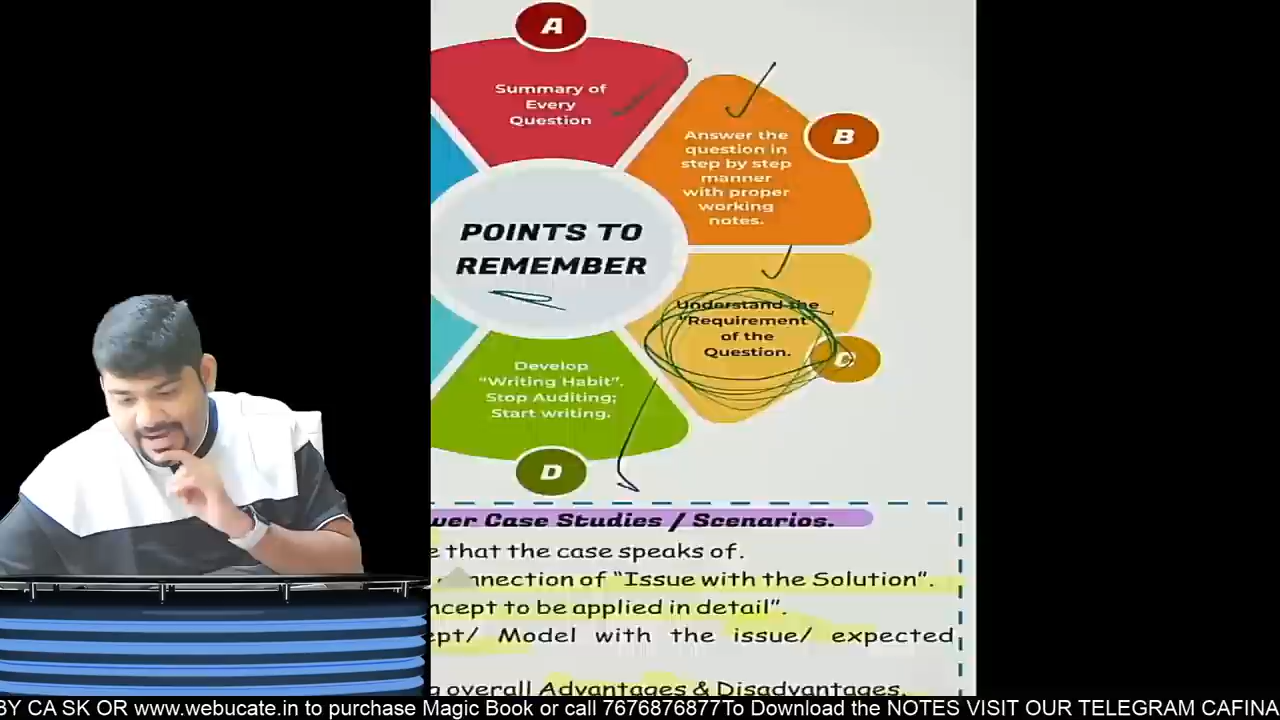 A
Summary of
Every
Question
B
Answer the
question in
step by step
manner
with proper
working
notes.
POINTS TO
REMEMBER
Understand the
"Requirement"
of the
Question.
C
Develop
"Writing Habit".
Stop Auditing;
Start writing.
D
Case Studies / Scenarios.
that the case speaks of.
of "Issue with the Solution".
to be applied in detail".
Model with the issue/ expected
overall Advantages & Disadvantages.
BY CA SK OR www.webucate.in to purchase Magic Book or call 7676876877To Download the NOTES VISIT OUR TELEGRAM CAFINA